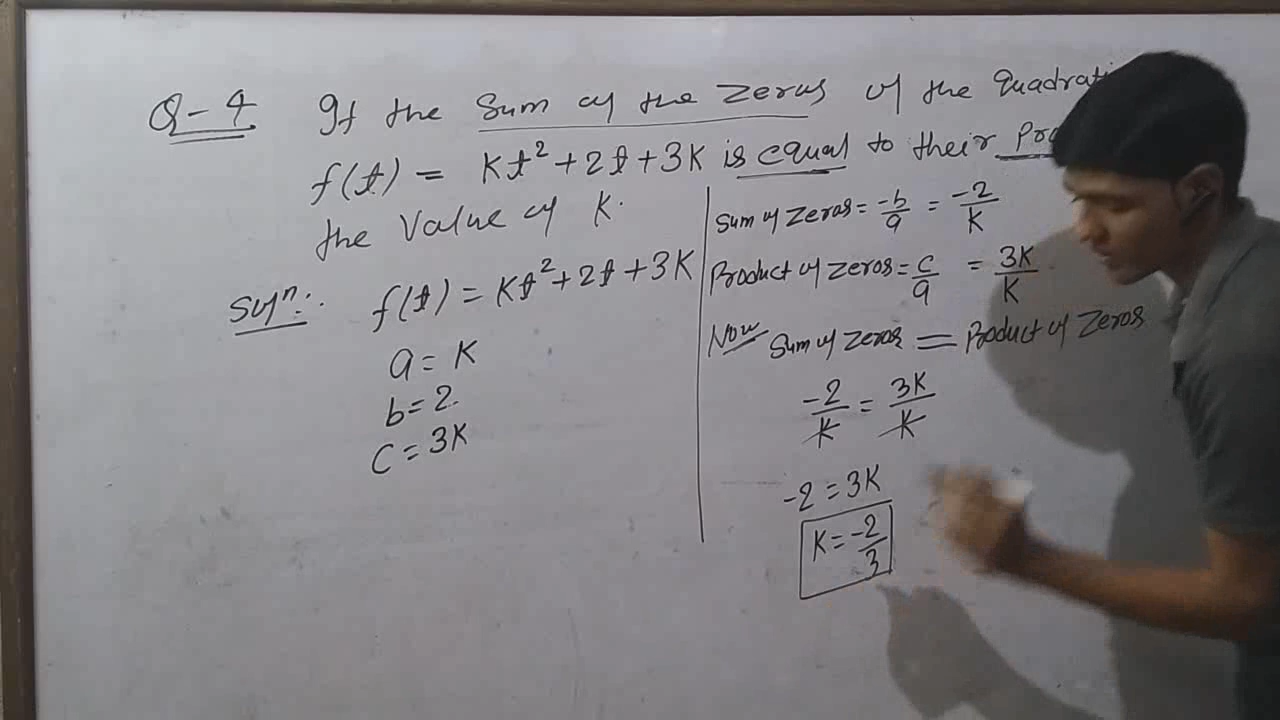 Q-4 If the Sum of the Zeros of the Quadrati
f(t) = Kt² + 2t + 3K is equal to their Pro
the Value of K.
Solⁿ:. f(t) = Kt² + 2t + 3K
a = K
b = 2.
C = 3K
Sum of Zeros = -b/a = -2/K
Product of Zeros = c/a = 3K/K
Now Sum of Zeros = Product of Zeros
-2/K = 3K/K
-2 = 3K
K = -2/3